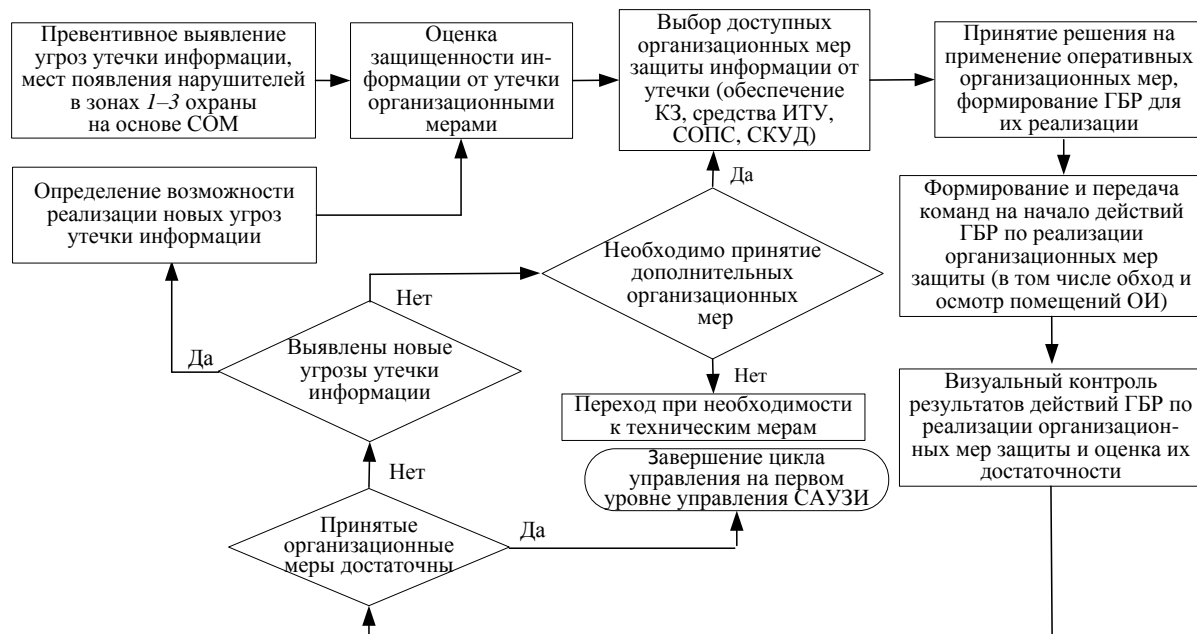 Превентивное выявление
угроз утечки информации,
мест появления нарушителей
в зонах 1–3 охраны
на основе СОМ
Оценка
защищенности ин-
формации от утечки
организационными
мерами
Выбор доступных
организационных мер
защиты информации от
утечки (обеспечение
КЗ, средства ИТУ,
СОПС, СКУД)
Принятие решения на
применение оперативных
организационных мер,
формирование ГБР для
их реализации
Определение возможности
реализации новых угроз
утечки информации
Да
Формирование и передача
команд на начало действий
ГБР по реализации
организационных мер
защиты (в том числе обход и
осмотр помещений ОИ)
Необходимо принятие
дополнительных
организационных
мер
Нет
Да
Выявлены новые
угрозы утечки
информации
Нет
Переход при необходимости
к техническим мерам
Визуальный контроль
результатов действий ГБР по
реализации организацион-
ных мер защиты и оценка их
достаточности
Нет
Завершение цикла
управления на первом
уровне управления САУЗИ
Принятые
организационные
меры достаточны
Да